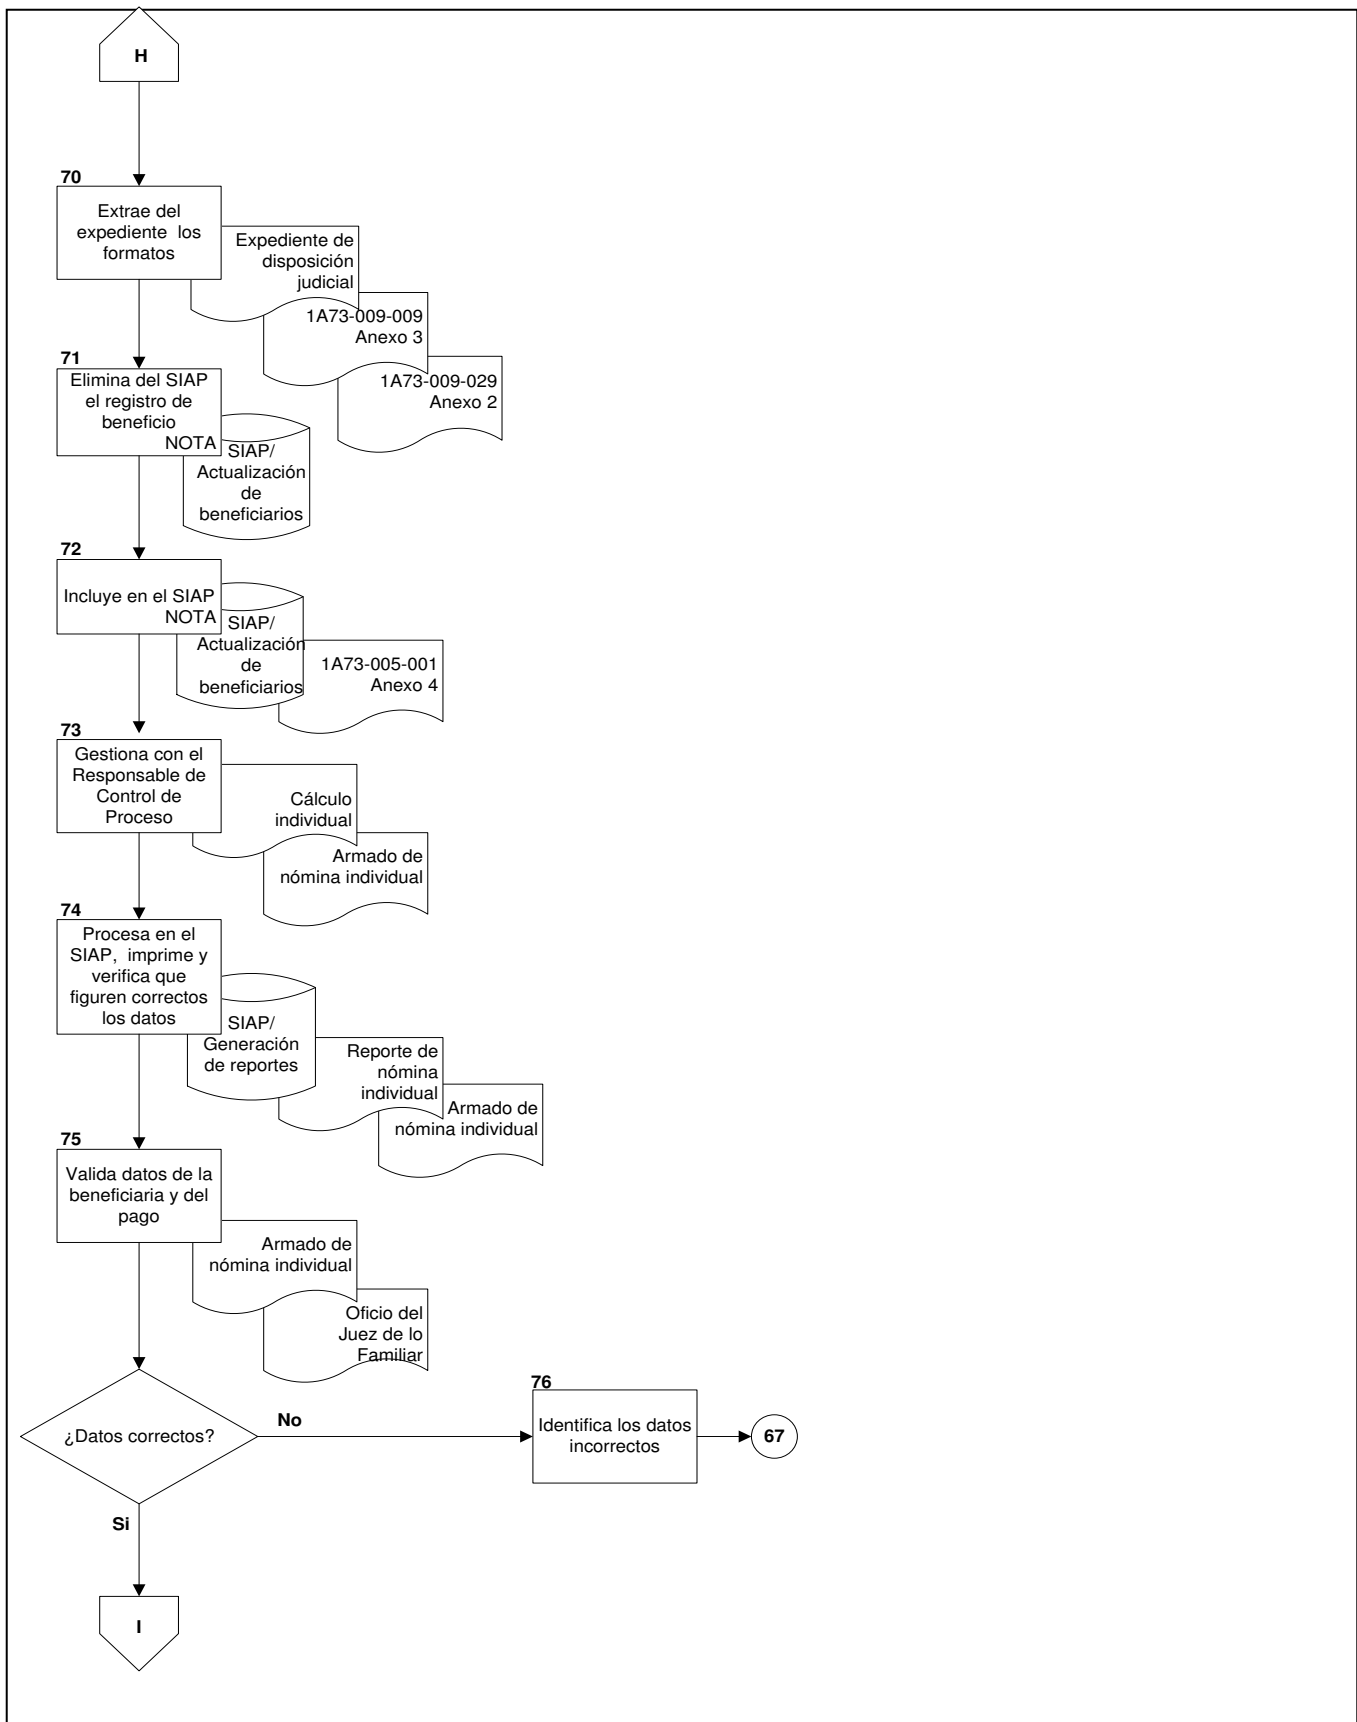 H
70
Extrae del
expediente los
formatos
Expediente de
disposición
judicial
1A73-009-009
Anexo 3
1A73-009-029
Anexo 2
71
Elimina del SIAP
el registro de
beneficio
NOTA
SIAP/
Actualización
de
beneficiarios
72
Incluye en el SIAP
NOTA
SIAP/
Actualización
de
beneficiarios
1A73-005-001
Anexo 4
73
Gestiona con el
Responsable de
Control de
Proceso
Cálculo
individual
Armado de
nómina individual
74
Procesa en el
SIAP, imprime y
verifica que
figuren correctos
los datos
SIAP/
Generación
de reportes
Reporte de
nómina
individual
Armado de
nómina individual
75
Valida datos de la
beneficiaria y del
pago
Armado de
nómina individual
Oficio del
Juez de lo
Familiar
¿Datos correctos?
No
76
Identifica los datos
incorrectos
67
Si
I